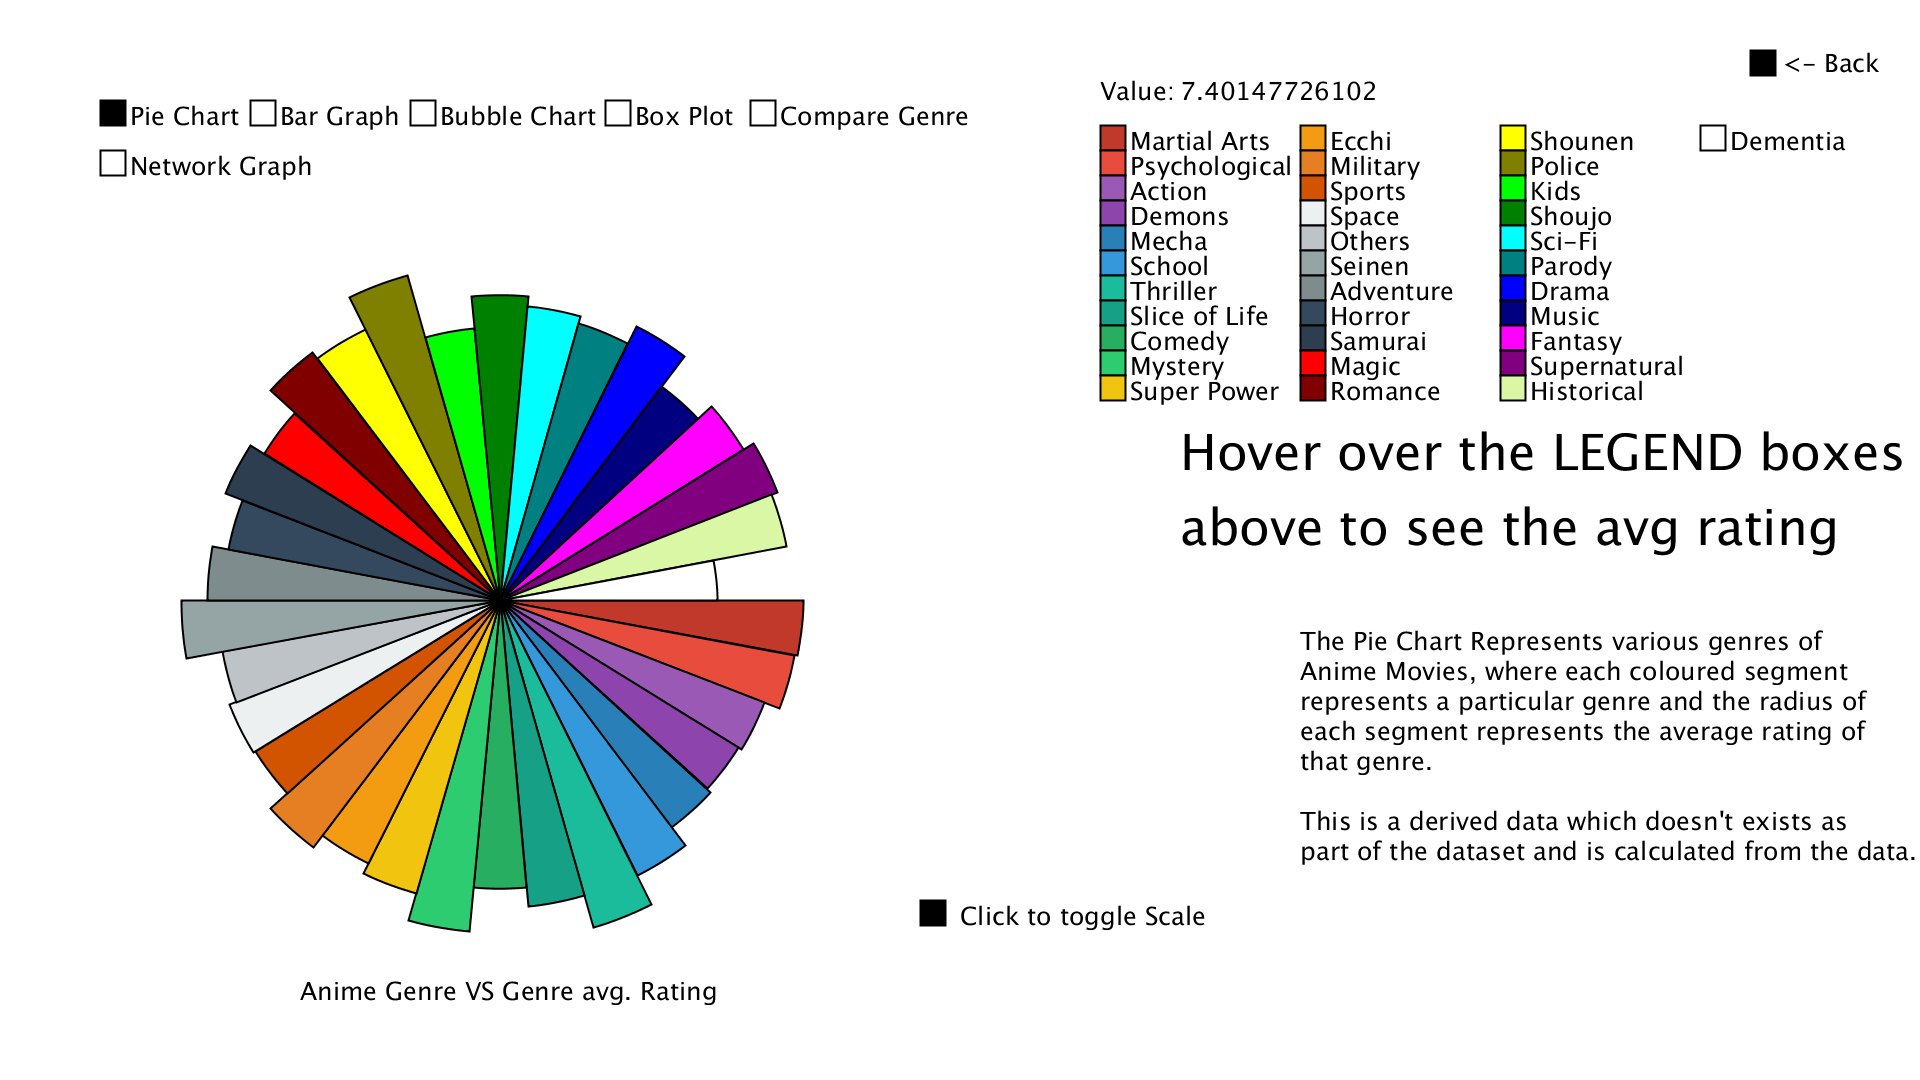 <- Back
Value: 7.40147726102
Pie Chart Bar Graph Bubble Chart Box Plot Compare Genre
Network Graph
Martial Arts Ecchi Shounen Dementia
Psychological Military Police
Action Sports Kids
Demons Space Shoujo
Mecha Others Sci-Fi
School Seinen Parody
Thriller Adventure Drama
Slice of Life Horror Music
Comedy Samurai Fantasy
Mystery Magic Supernatural
Super Power Romance Historical
Hover over the LEGEND boxes
above to see the avg rating
The Pie Chart Represents various genres of
Anime Movies, where each coloured segment
represents a particular genre and the radius of
each segment represents the average rating of
that genre.
This is a derived data which doesn't exists as
part of the dataset and is calculated from the data.
Click to toggle Scale
Anime Genre VS Genre avg. Rating